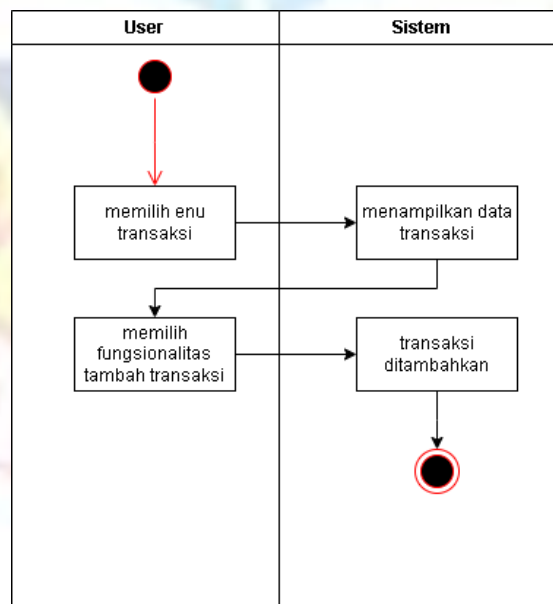 User
Sistem
memilih enu
transaksi
menampilkan data
transaksi
memilih
fungsionalitas
tambah transaksi
transaksi
ditambahkan